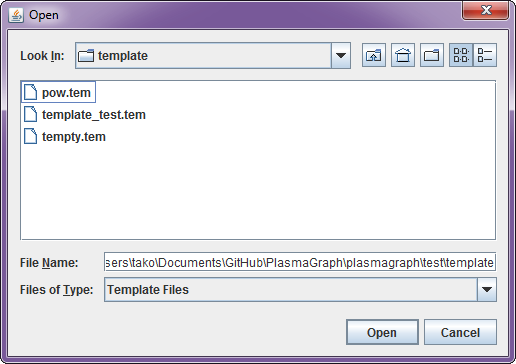 Open
Look In: template
pow.tem
template_test.tem
tempty.tem
File Name: sers\tako\Documents\GitHub\PlasmaGraph\plasmagraph\test\template
Files of Type: Template Files
Open Cancel